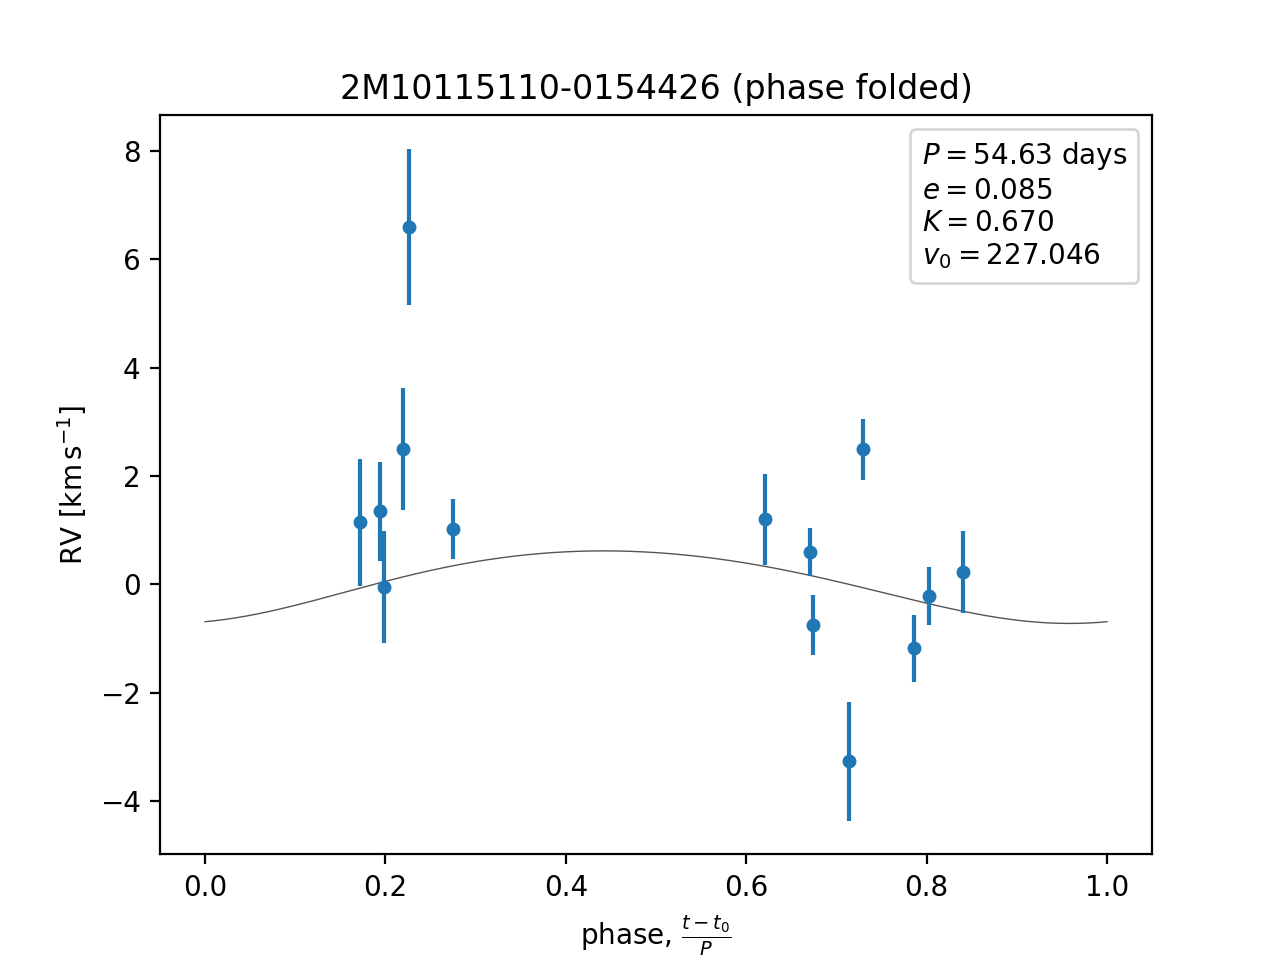 2M10115110-0154426 (phase folded)
P = 54.63 days
e = 0.085
K = 0.670
v₀ = 227.046
RV [km s⁻¹]
8
6
4
2
0
−2
−4
0.0 0.2 0.4 0.6 0.8 1.0
phase, (t − t₀)/P